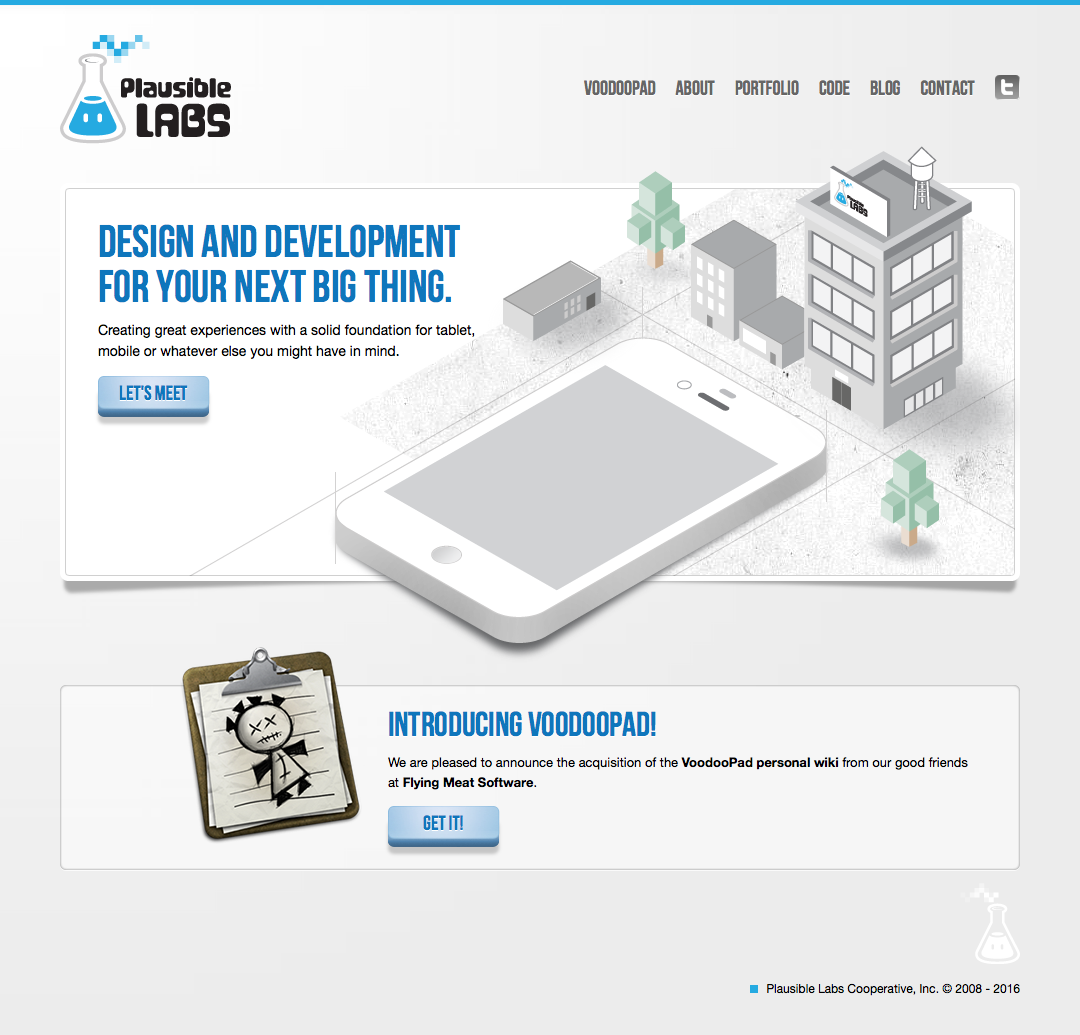 Plausible
LABS
VOODOOPAD ABOUT PORTFOLIO CODE BLOG CONTACT
Plausible
LABS
DESIGN AND DEVELOPMENT
FOR YOUR NEXT BIG THING.
Creating great experiences with a solid foundation for tablet,
mobile or whatever else you might have in mind.
LET'S MEET
INTRODUCING VOODOOPAD!
We are pleased to announce the acquisition of the VoodooPad personal wiki from our good friends
at Flying Meat Software.
GET IT!
Plausible Labs Cooperative, Inc. © 2008 - 2016